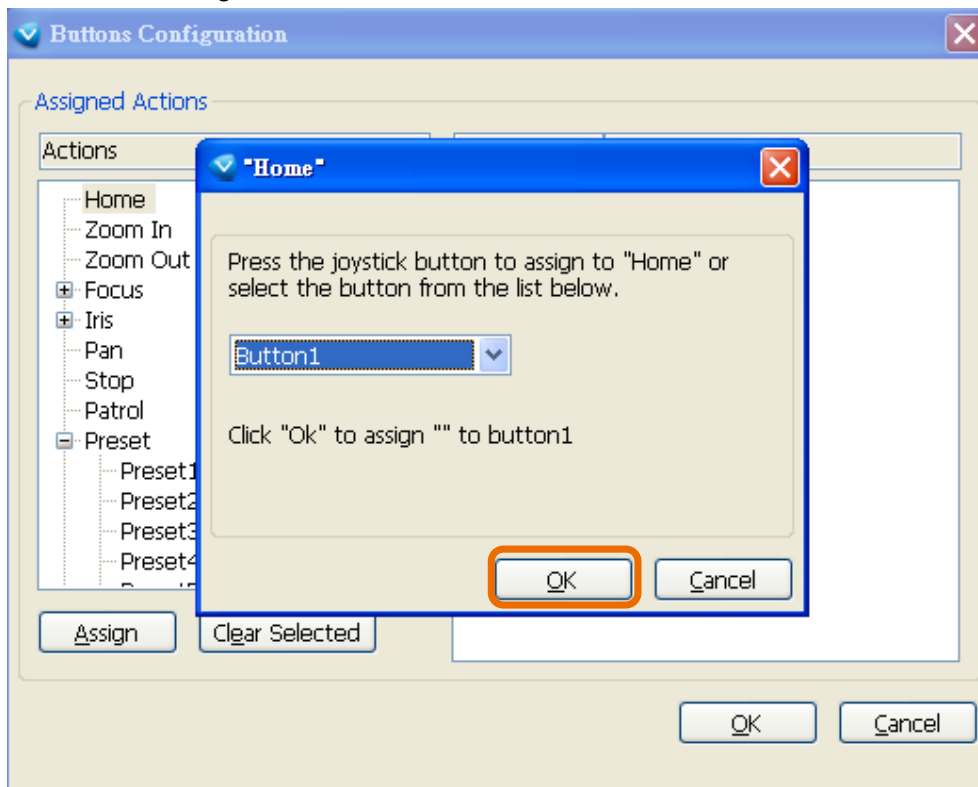 Buttons Configuration
Assigned Actions
Actions
Home
Zoom In
Zoom Out
Focus
Iris
Pan
Stop
Patrol
Preset
Preset1
Preset2
Preset3
Preset4
"Home"
Press the joystick button to assign to "Home" or
select the button from the list below.
Button1
Click "Ok" to assign "" to button1
OK
Cancel
Assign
Clear Selected
OK
Cancel